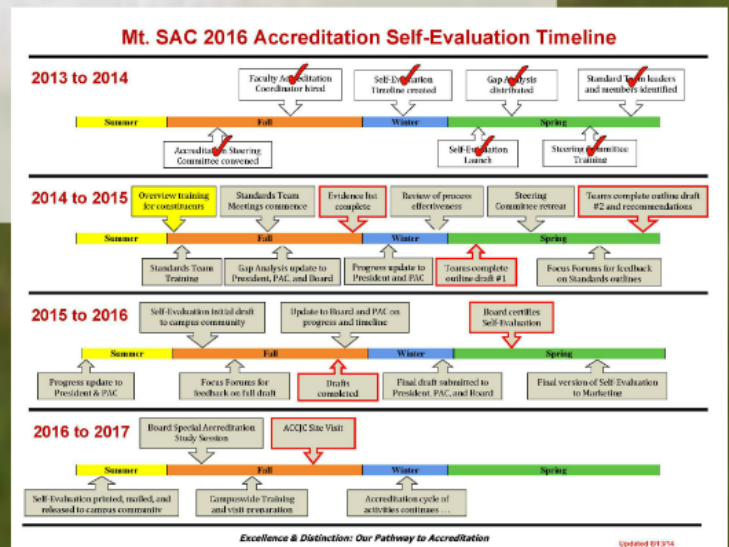 Mt. SAC 2016 Accreditation Self-Evaluation Timeline
2013 to 2014
Faculty Accreditation
Coordinator hired
Self-Evaluation
Timeline created
Gap Analysis
distributed
Standard Team leaders
and members identified
Summer
Fall
Winter
Spring
Accreditation Steering
Committee convened
Self-Evaluation
Launch
Steering Committee
Training
2014 to 2015
Overview training
for constituents
Standards Team
Meetings commence
Evidence list
complete
Review of process
effectiveness
Steering
Committee retreat
Teams complete outline draft
#2 and recommendations
Summer
Fall
Winter
Spring
Standards Team
Training
Gap Analysis update to
President, PAC, and Board
Progress update to
President and PAC
Teams complete
outline draft #1
Focus Forums for feedback
on Standards outlines
2015 to 2016
Self-Evaluation initial draft
to campus community
Update to Board and PAC on
progress and timeline
Board certifies
Self-Evaluation
Summer
Fall
Winter
Spring
Progress update to
President & PAC
Focus Forums for
feedback on full draft
Drafts
completed
Final draft submitted to
President, PAC, and Board
Final version of Self-Evaluation
to Marketing
2016 to 2017
Board Special Accreditation
Study Session
ACCJC Site Visit
Summer
Fall
Winter
Spring
Self-Evaluation printed, mailed, and
released to campus community
Campuswide Training
and visit preparation
Accreditation cycle of
activities continues ...
Excellence & Distinction: Our Pathway to Accreditation
Updated 8/13/14